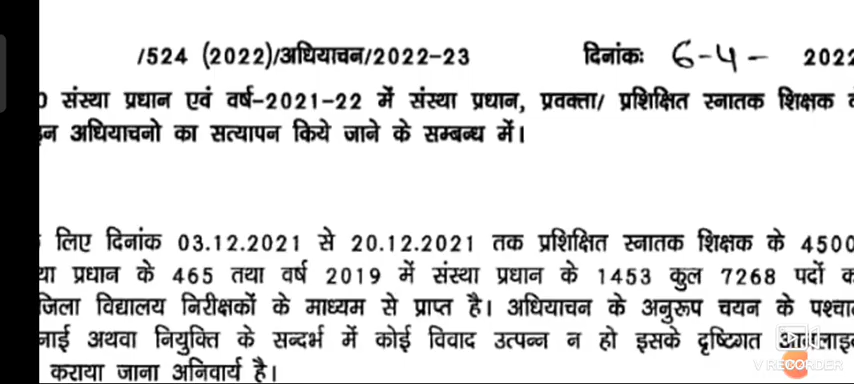 /524 (2022)/अधियाचन/2022-23 दिनांकः 6-4- 2022
0 संस्था प्रधान एवं वर्ष-2021-22 में संस्था प्रधान, प्रवक्ता/ प्रशिक्षित स्नातक शिक्षक
अधियाचनो का सत्यापन किये जाने के सम्बन्ध में।
लिए दिनांक 03.12.2021 से 20.12.2021 तक प्रशिक्षित स्नातक शिक्षक के 4500
प्रधान के 465 तथा वर्ष 2019 में संस्था प्रधान के 1453 कुल 7268 पदों
जिला विद्यालय निरीक्षकों के माध्यम से प्राप्त है। अधियाचन के अनुरूप चयन के
अथवा नियुक्ति के सन्दर्भ में कोई विवाद उत्पन्न न हो इसके दृष्टिगत
कराया जाना अनिवार्य है।
V RECORDER